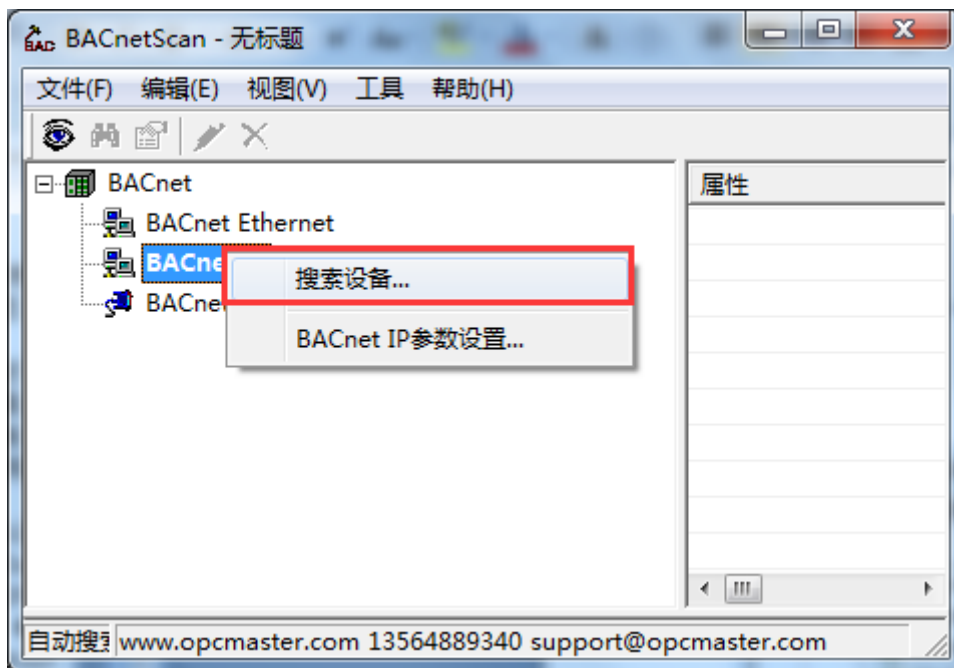 BACnetScan - 无标题
文件(F) 编辑(E) 视图(V) 工具 帮助(H)
BACnet
属性
BACnet Ethernet
BACne
搜索设备...
BACne
BACnet IP参数设置...
自动搜 www.opcmaster.com 13564889340 support@opcmaster.com